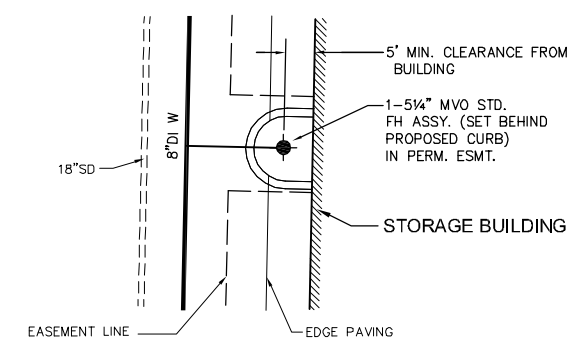 5' MIN. CLEARANCE FROM
BUILDING
1–5¼" MVO STD.
FH ASSY. (SET BEHIND
PROPOSED CURB)
IN PERM. ESMT.
8"DI W
18"SD
STORAGE BUILDING
EASEMENT LINE
EDGE PAVING